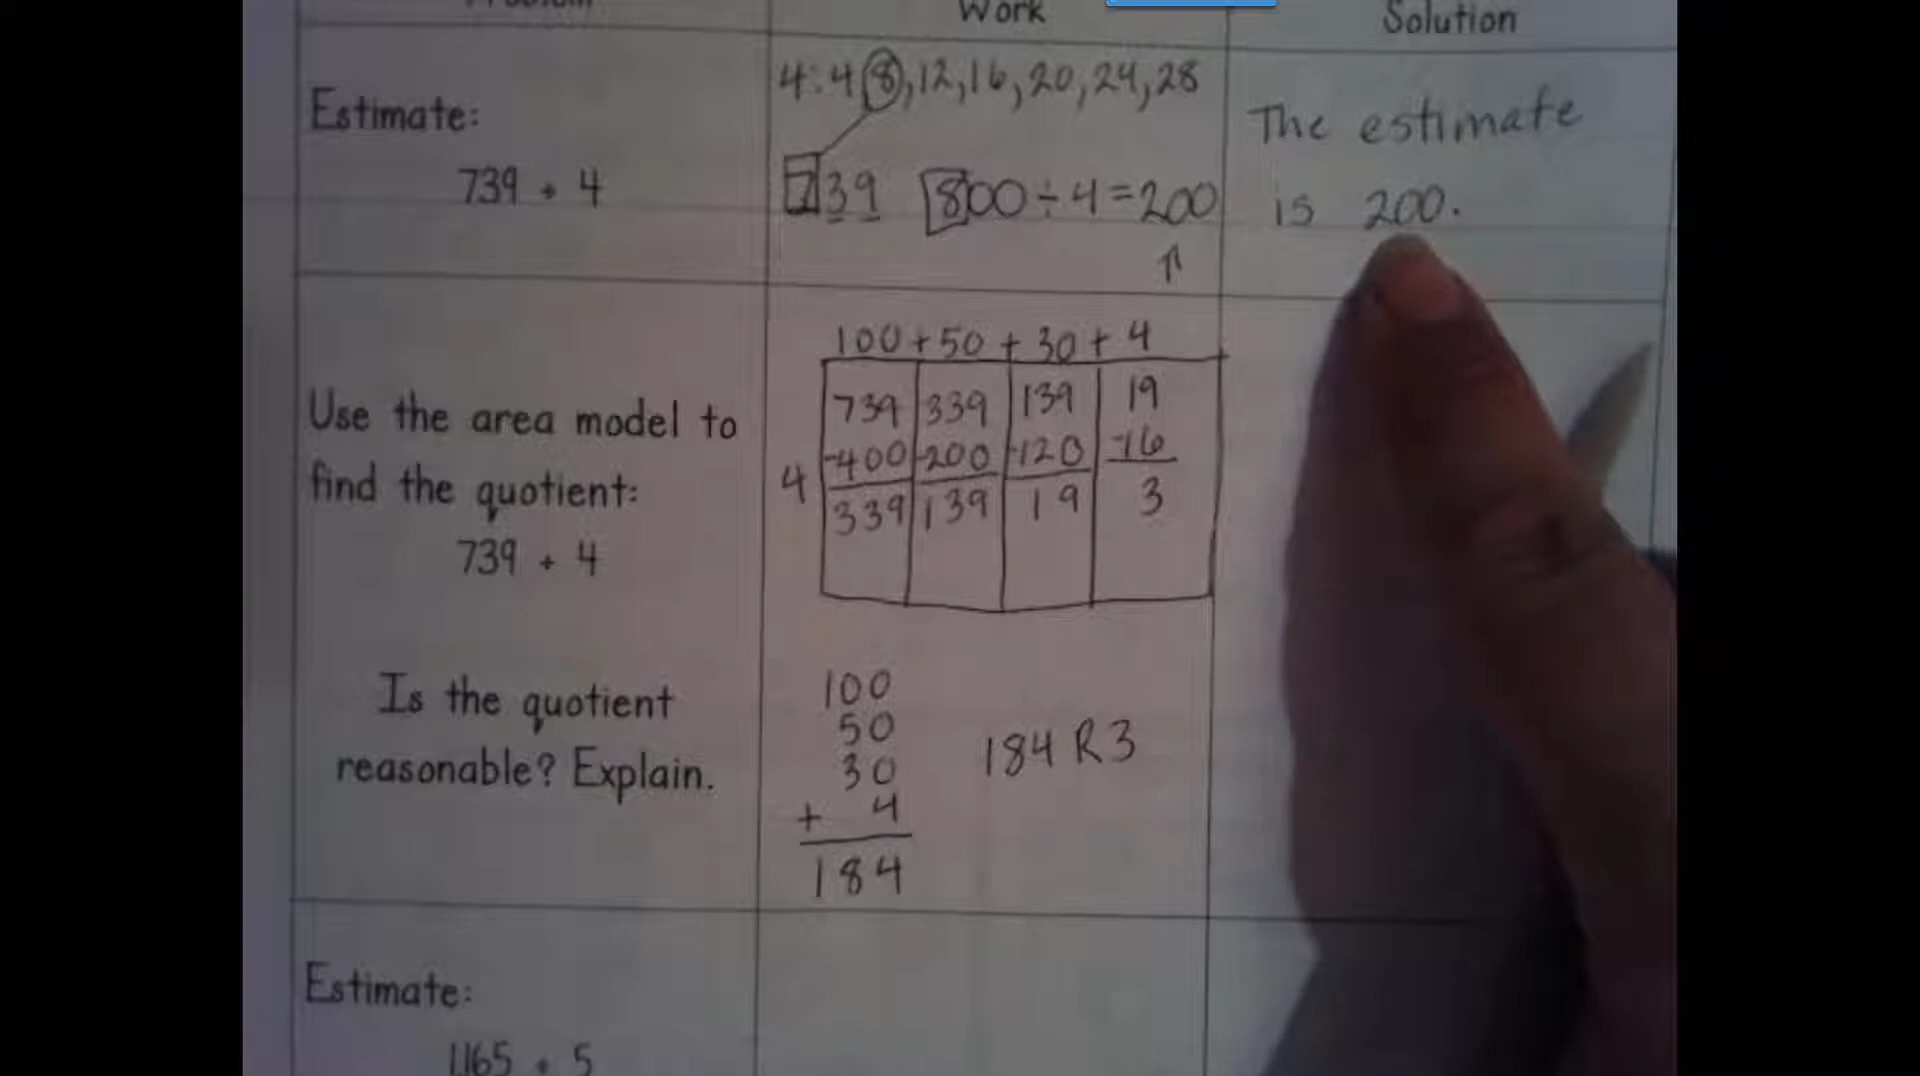 Problem
Work
Solution
Estimate:
739 ÷ 4
4:4 8,12,16,20,24,28
739 800÷4=200
The estimate
is 200.
Use the area model to
find the quotient:
739 ÷ 4
Is the quotient
reasonable? Explain.
100+50+30+4
739 339 139 19
-400 -200 -120 -16
4
339 139 19 3
100
50
30
+ 4
184
184 R3
Estimate:
1,165 ÷ 5